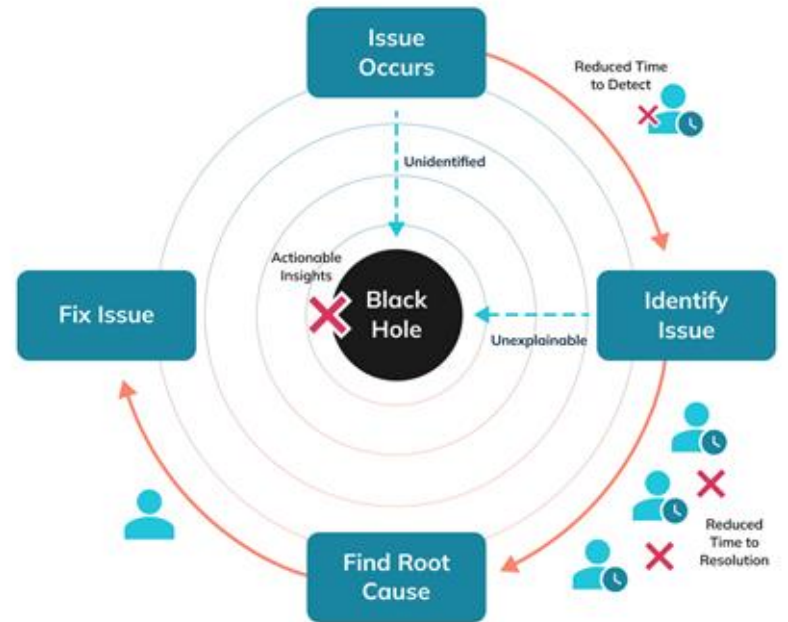 Issue
Occurs
Reduced Time
to Detect
Unidentified
Actionable
Insights
Black
Hole
Fix Issue
Identify
Issue
Unexplainable
Reduced
Time to
Resolution
Find Root
Cause